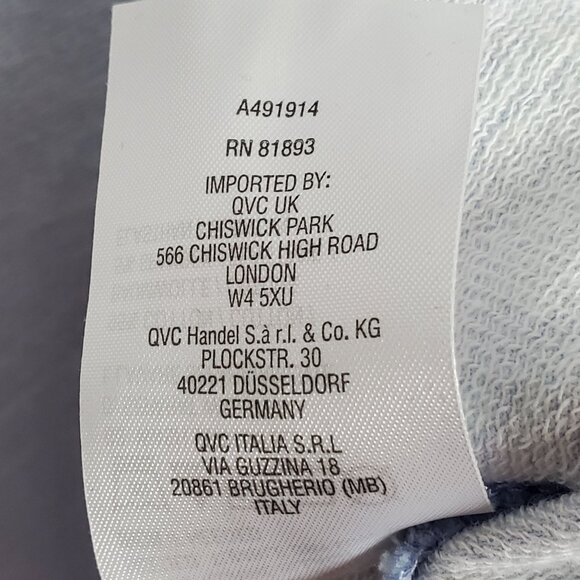 A491914
RN 81893
IMPORTED BY:
QVC UK
CHISWICK PARK
566 CHISWICK HIGH ROAD
LONDON
W4 5XU
QVC Handel S.à r.l. & Co. KG
PLOCKSTR. 30
40221 DÜSSELDORF
GERMANY
QVC ITALIA S.R.L
VIA GUZZINA 18
20861 BRUGHERIO (MB)
ITALY